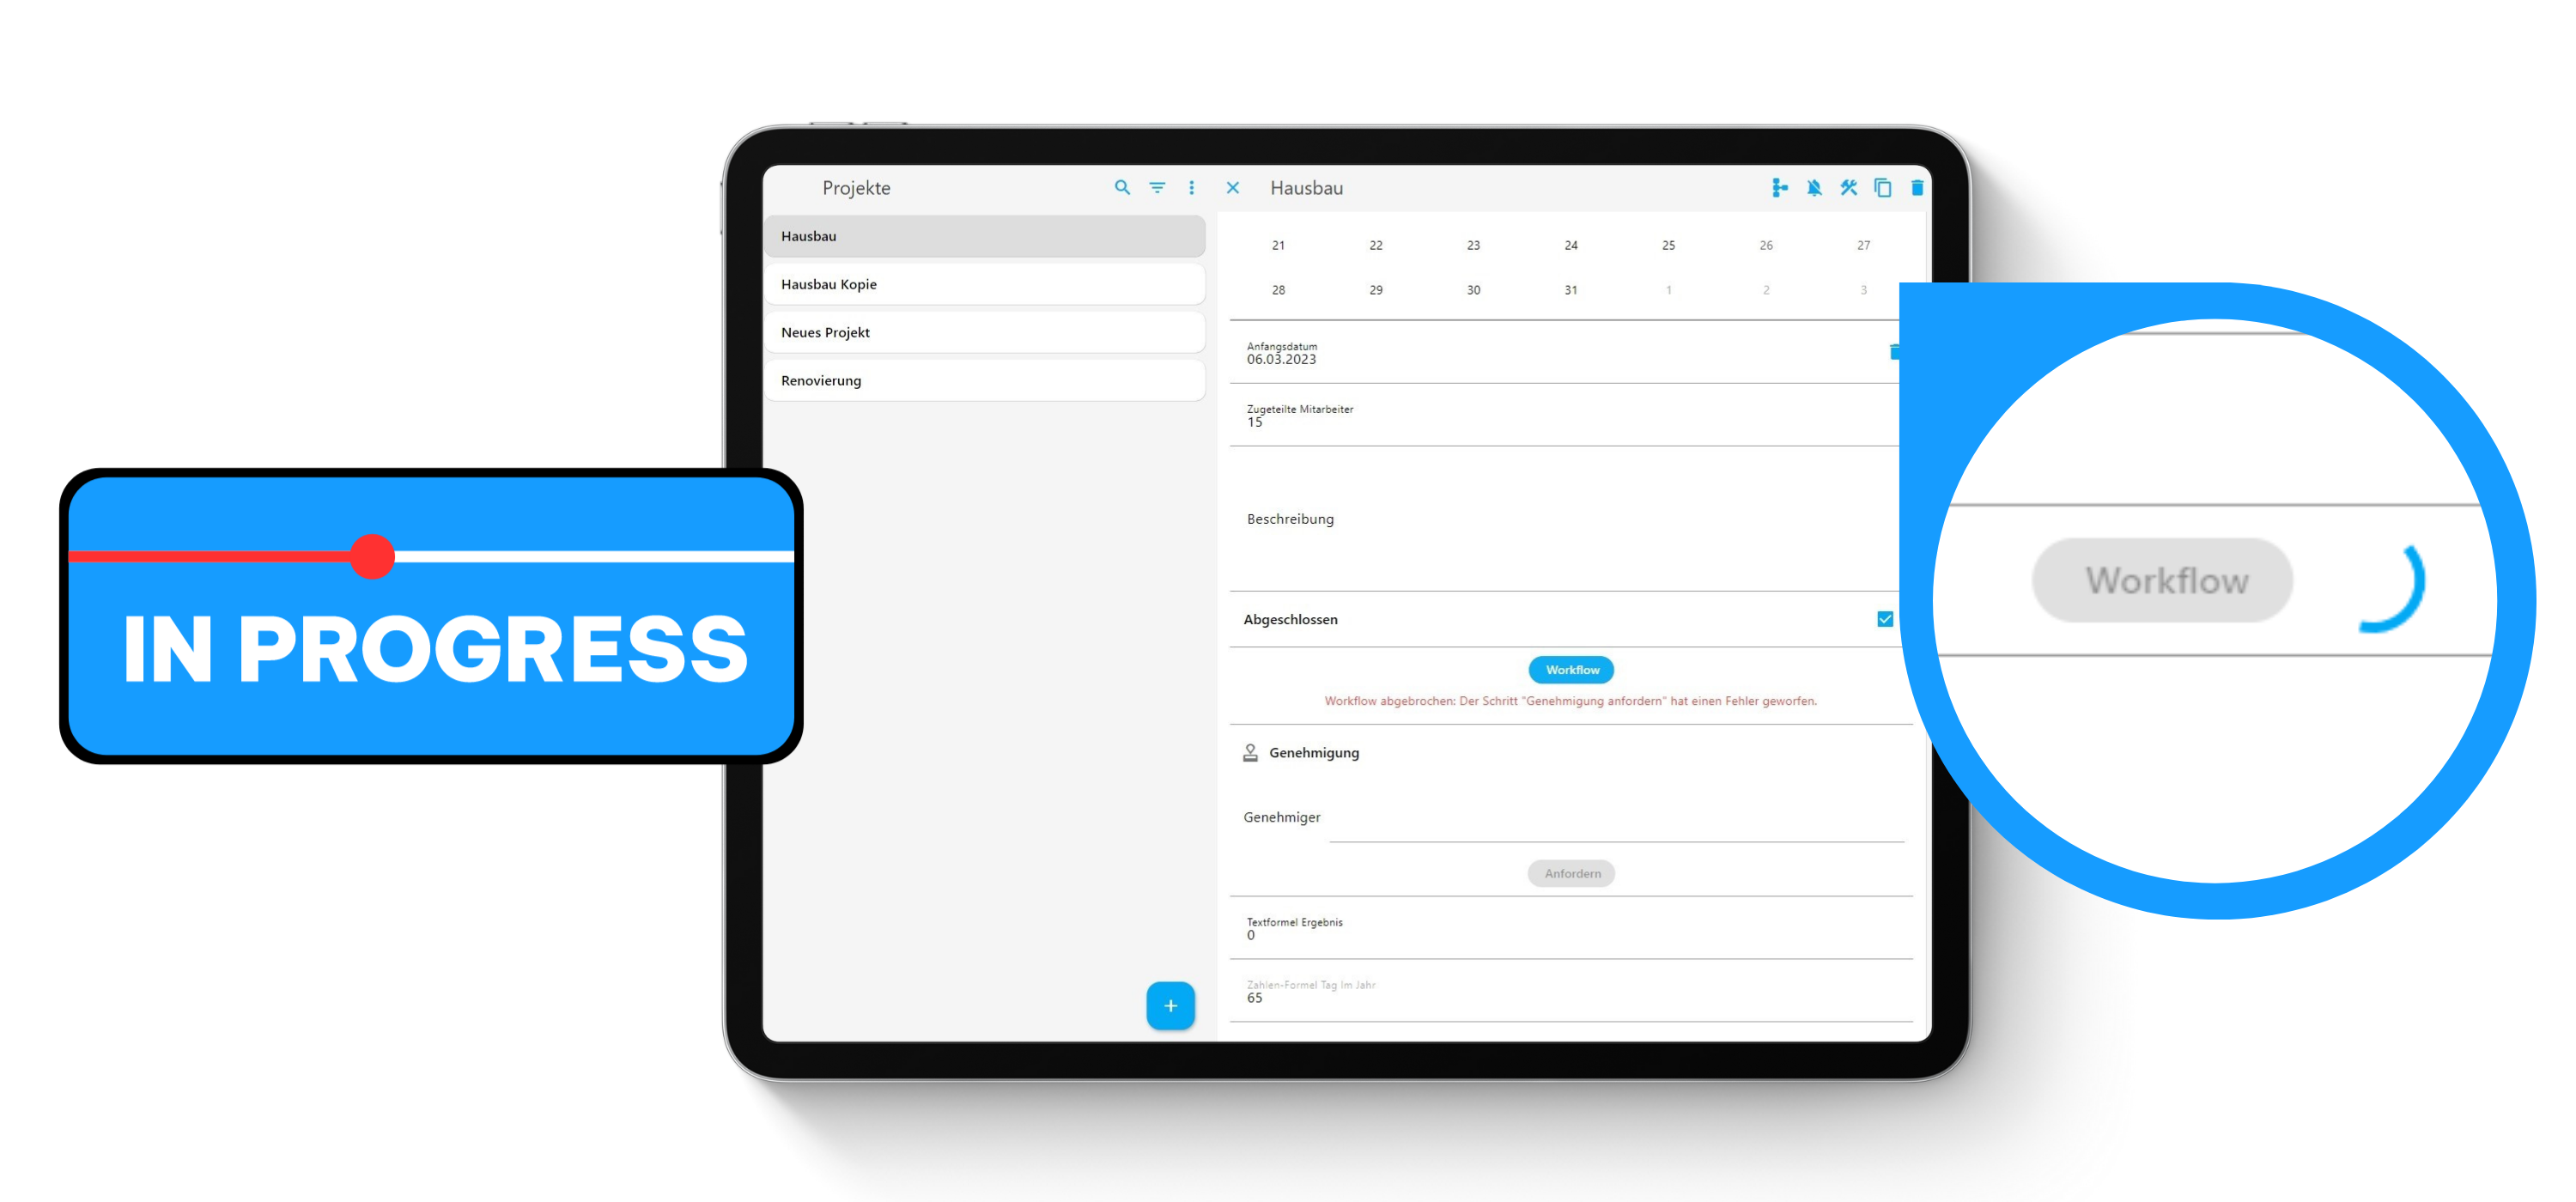 Projekte
Hausbau
Hausbau
Hausbau Kopie
Neues Projekt
Renovierung
21 22 23 24 25 26 27
28 29 30 31 1 2 3
Anfangsdatum
06.03.2023
Zugeteilte Mitarbeiter
15
Beschreibung
Abgeschlossen
Workflow
Workflow abgebrochen: Der Schritt "Genehmigung anfordern" hat einen Fehler geworfen.
Genehmigung
Genehmiger
Anfordern
Textformel Ergebnis
0
Zahlen-Formel Tag Im Jahr
65
+
IN PROGRESS
Workflow